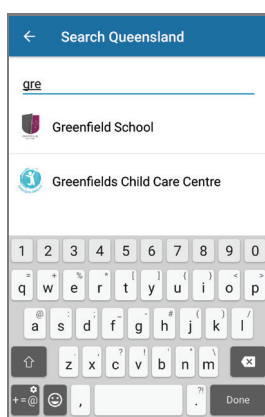 Search Queensland
gre
Greenfield School
Greenfields Child Care Centre
1 2 3 4 5 6 7 8 9 0
q w e r t y u i o p
a s d f g h j k l
z x c v b n m
+=@ , . ?! Done